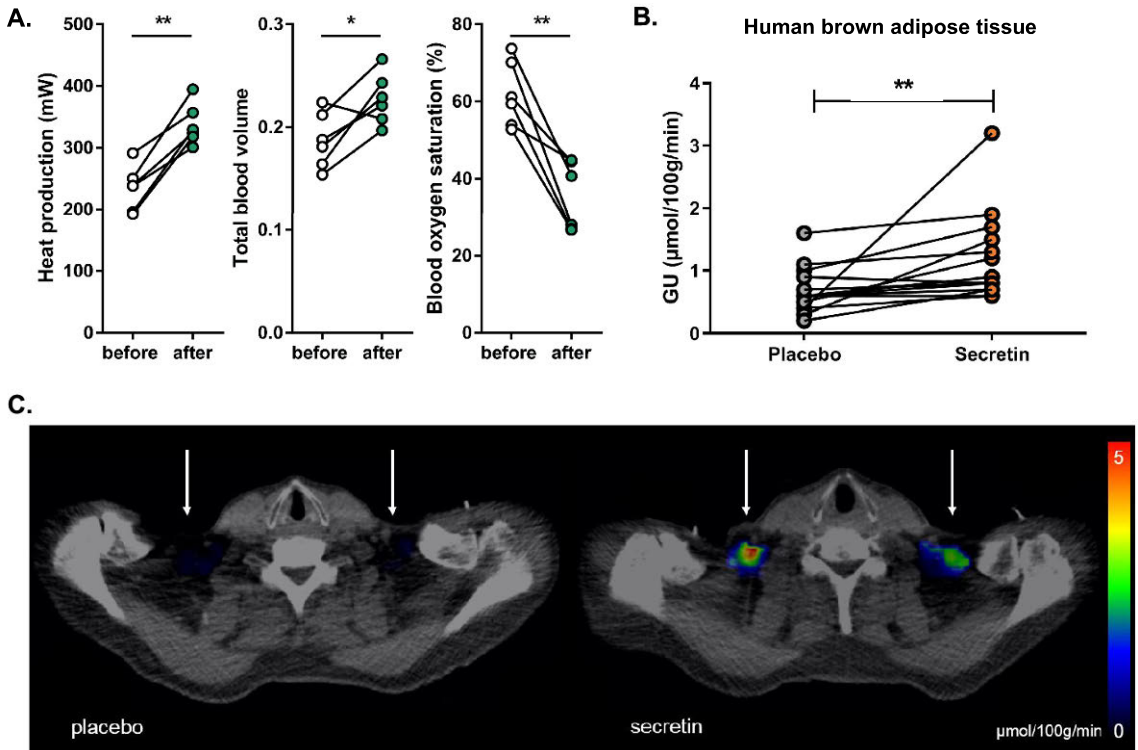 A.
**
500
400
300
200
100
0
Heat production (mW)
before after
*
0.3
0.2
0.1
0.0
Total blood volume
before after
**
80
60
40
20
0
Blood oxygen saturation (%)
before after
B.
Human brown adipose tissue
**
4
3
2
1
0
GU (µmol/100g/min)
Placebo Secretin
C.
5
placebo
secretin
µmol/100g/min 0